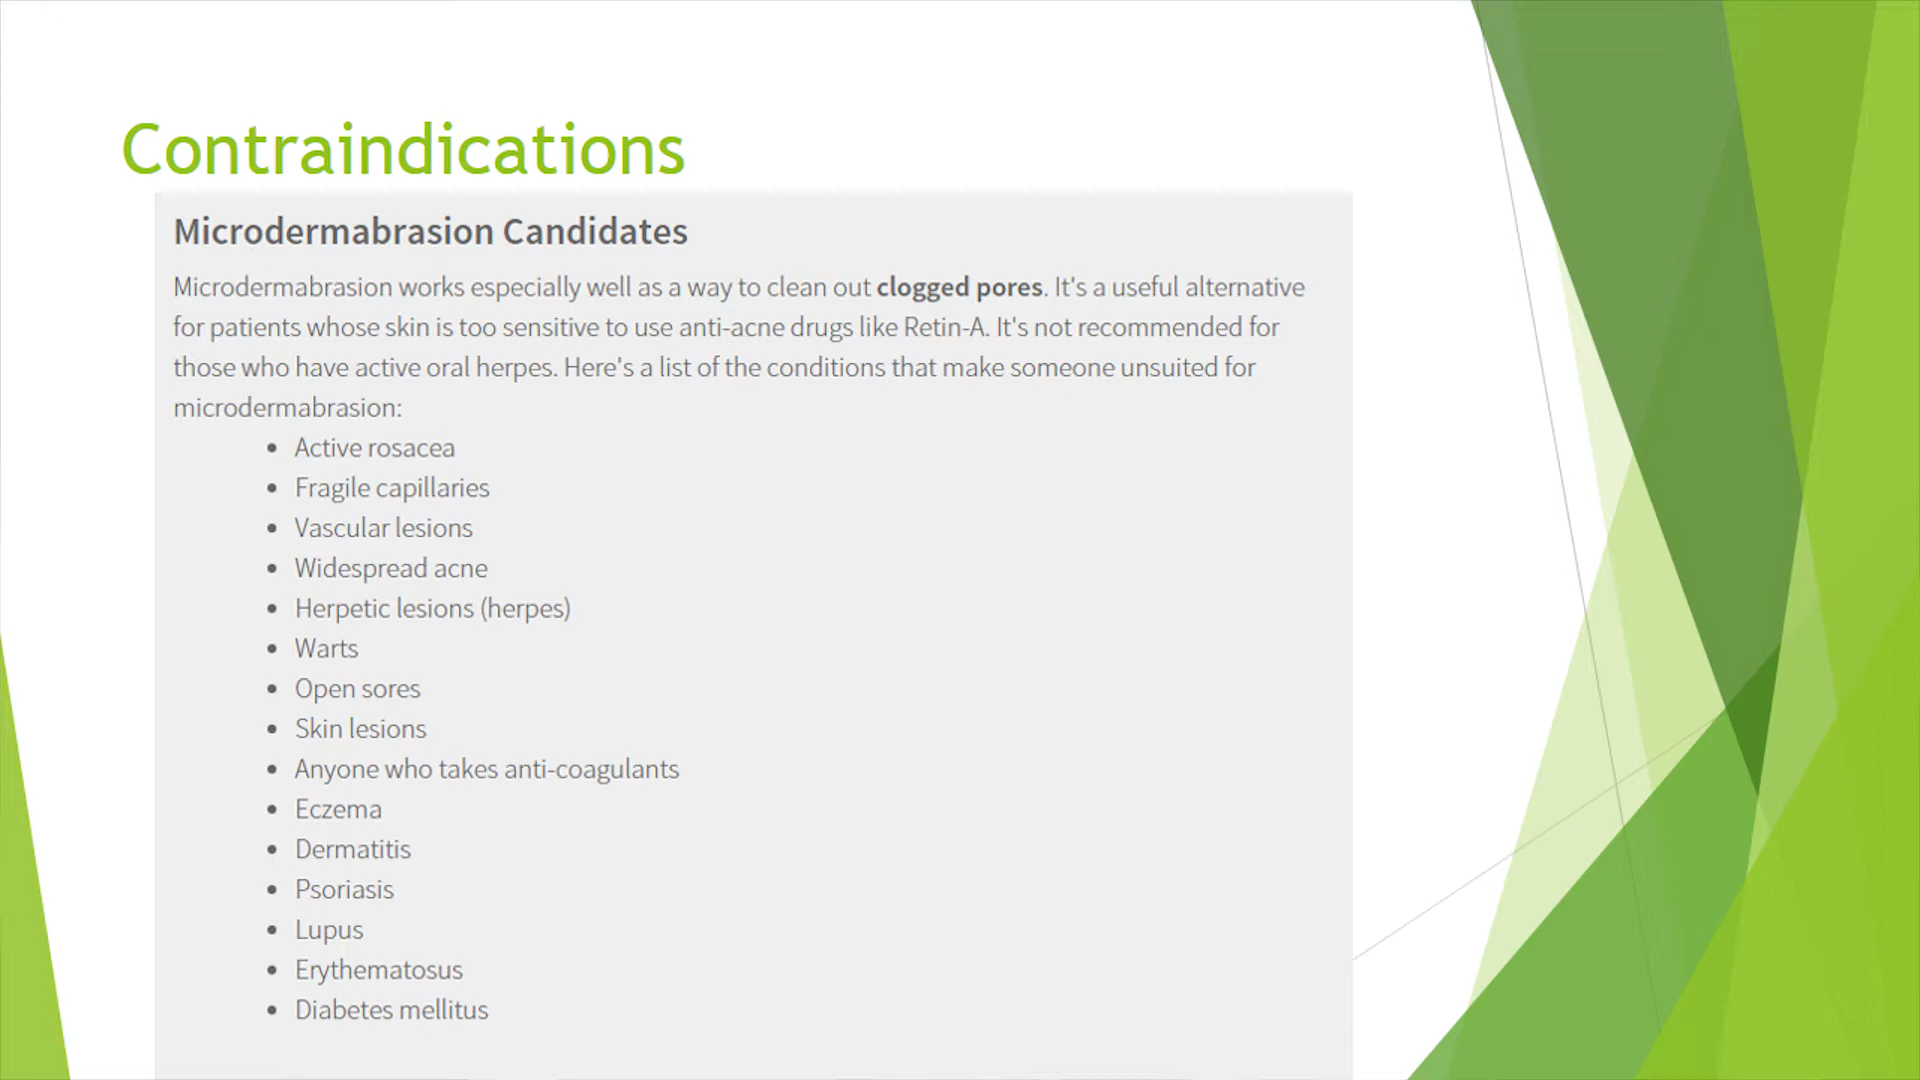 Contraindications
Microdermabrasion Candidates
Microdermabrasion works especially well as a way to clean out clogged pores. It's a useful alternative
for patients whose skin is too sensitive to use anti-acne drugs like Retin-A. It's not recommended for
those who have active oral herpes. Here's a list of the conditions that make someone unsuited for
microdermabrasion:
• Active rosacea
• Fragile capillaries
• Vascular lesions
• Widespread acne
• Herpetic lesions (herpes)
• Warts
• Open sores
• Skin lesions
• Anyone who takes anti-coagulants
• Eczema
• Dermatitis
• Psoriasis
• Lupus
• Erythematosus
• Diabetes mellitus